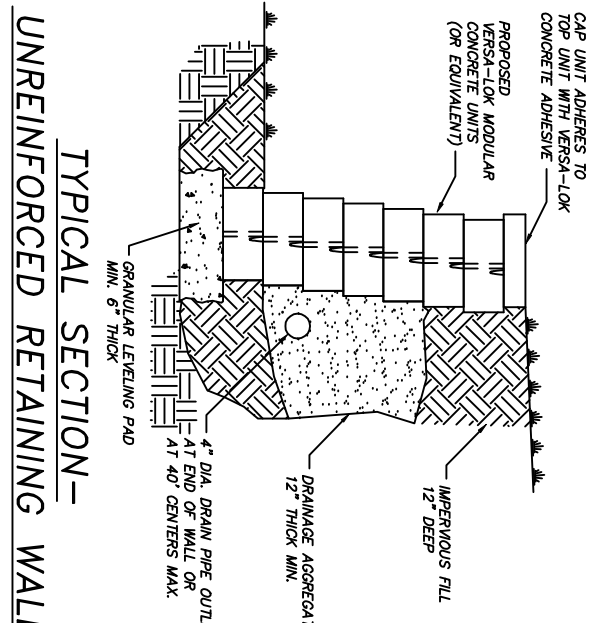 CAP UNIT ADHERES TO
TOP UNIT WITH VERSA-LOK
CONCRETE ADHESIVE
PROPOSED
VERSA-LOK MODULAR
CONCRETE UNITS
(OR EQUIVALENT)
IMPERVIOUS FILL
12" DEEP
DRAINAGE AGGREGAT
12" THICK MIN.
4" DIA. DRAIN PIPE OUTL
AT END OF WALL OR
AT 40' CENTERS MAX.
GRANULAR LEVELING PAD
MIN. 6" THICK
TYPICAL SECTION-
UNREINFORCED RETAINING WALL